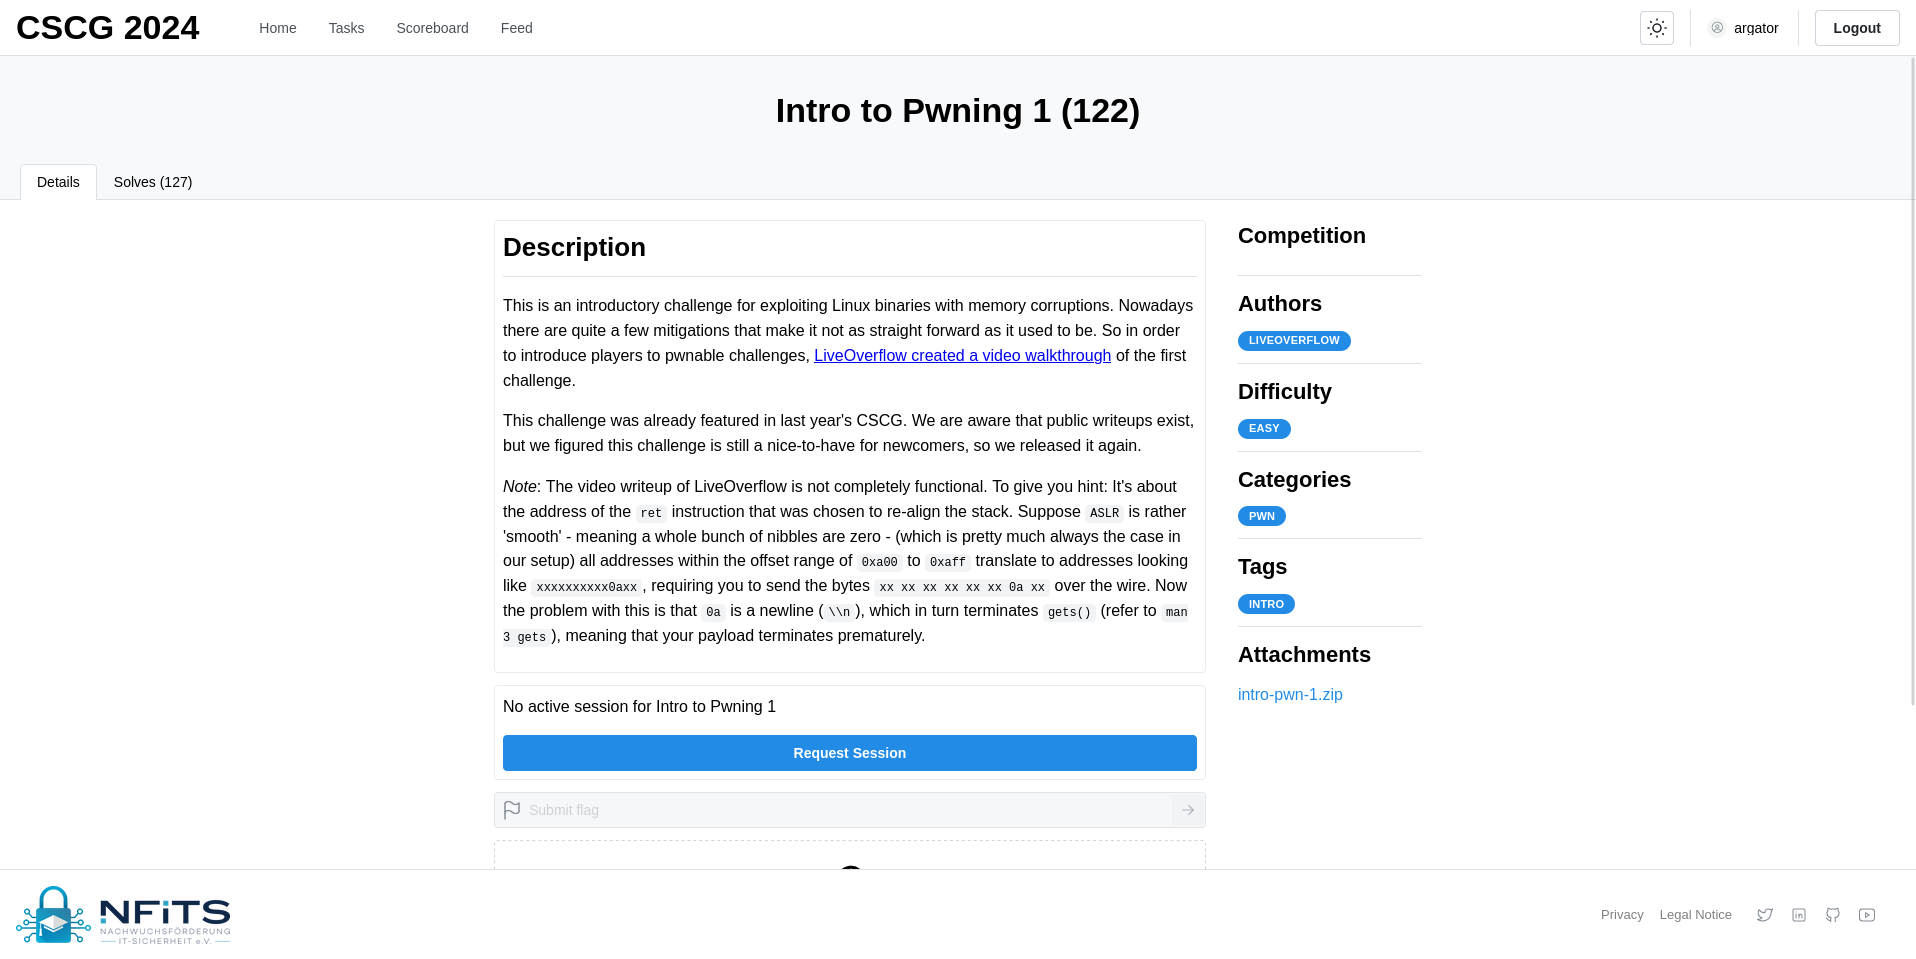 CSCG 2024 Home Tasks Scoreboard Feed argator Logout
Intro to Pwning 1 (122)
Details Solves (127)
Description
This is an introductory challenge for exploiting Linux binaries with memory corruptions. Nowadays
there are quite a few mitigations that make it not as straight forward as it used to be. So in order
to introduce players to pwnable challenges, LiveOverflow created a video walkthrough of the first
challenge.
This challenge was already featured in last year's CSCG. We are aware that public writeups exist,
but we figured this challenge is still a nice-to-have for newcomers, so we released it again.
Note: The video writeup of LiveOverflow is not completely functional. To give you hint: It's about
the address of the ret instruction that was chosen to re-align the stack. Suppose ASLR is rather
'smooth' - meaning a whole bunch of nibbles are zero - (which is pretty much always the case in
our setup) all addresses within the offset range of 0xa00 to 0xaff translate to addresses looking
like xxxxxxxxxx0axx, requiring you to send the bytes xx xx xx xx xx xx 0a xx over the wire. Now
the problem with this is that 0a is a newline (\\n), which in turn terminates gets() (refer to man
3 gets), meaning that your payload terminates prematurely.
No active session for Intro to Pwning 1
Request Session
Submit flag
Competition
Authors
LIVEOVERFLOW
Difficulty
EASY
Categories
PWN
Tags
INTRO
Attachments
intro-pwn-1.zip
NFITS
NACHWUCHSFÖRDERUNG
IT-SICHERHEIT e.V.
Privacy Legal Notice